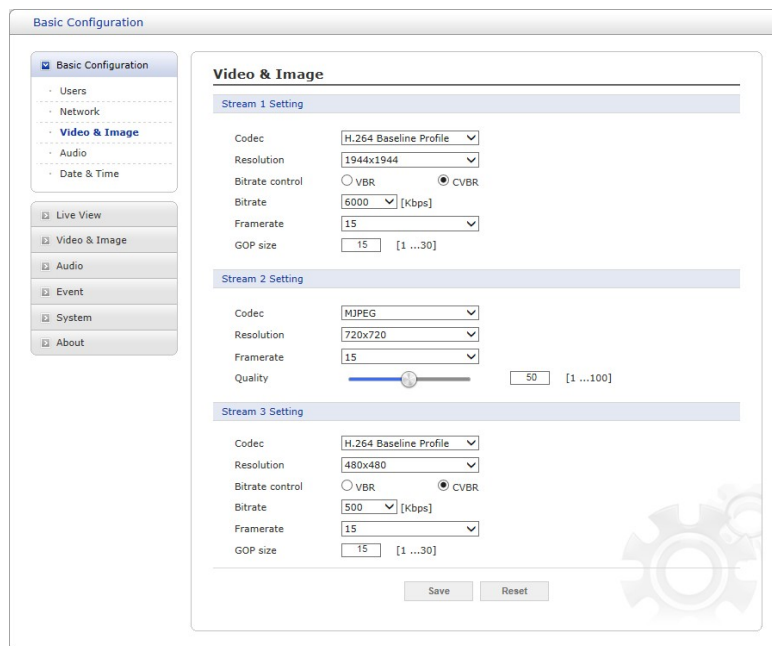 Basic Configuration
Basic Configuration
Users
Network
Video & Image
Audio
Date & Time
Live View
Video & Image
Audio
Event
System
About
Video & Image
Stream 1 Setting
Codec H.264 Baseline Profile
Resolution 1944x1944
Bitrate control VBR CVBR
Bitrate 6000 [Kbps]
Framerate 15
GOP size 15 [1 ...30]
Stream 2 Setting
Codec MJPEG
Resolution 720x720
Framerate 15
Quality 50 [1 ...100]
Stream 3 Setting
Codec H.264 Baseline Profile
Resolution 480x480
Bitrate control VBR CVBR
Bitrate 500 [Kbps]
Framerate 15
GOP size 15 [1 ...30]
Save Reset